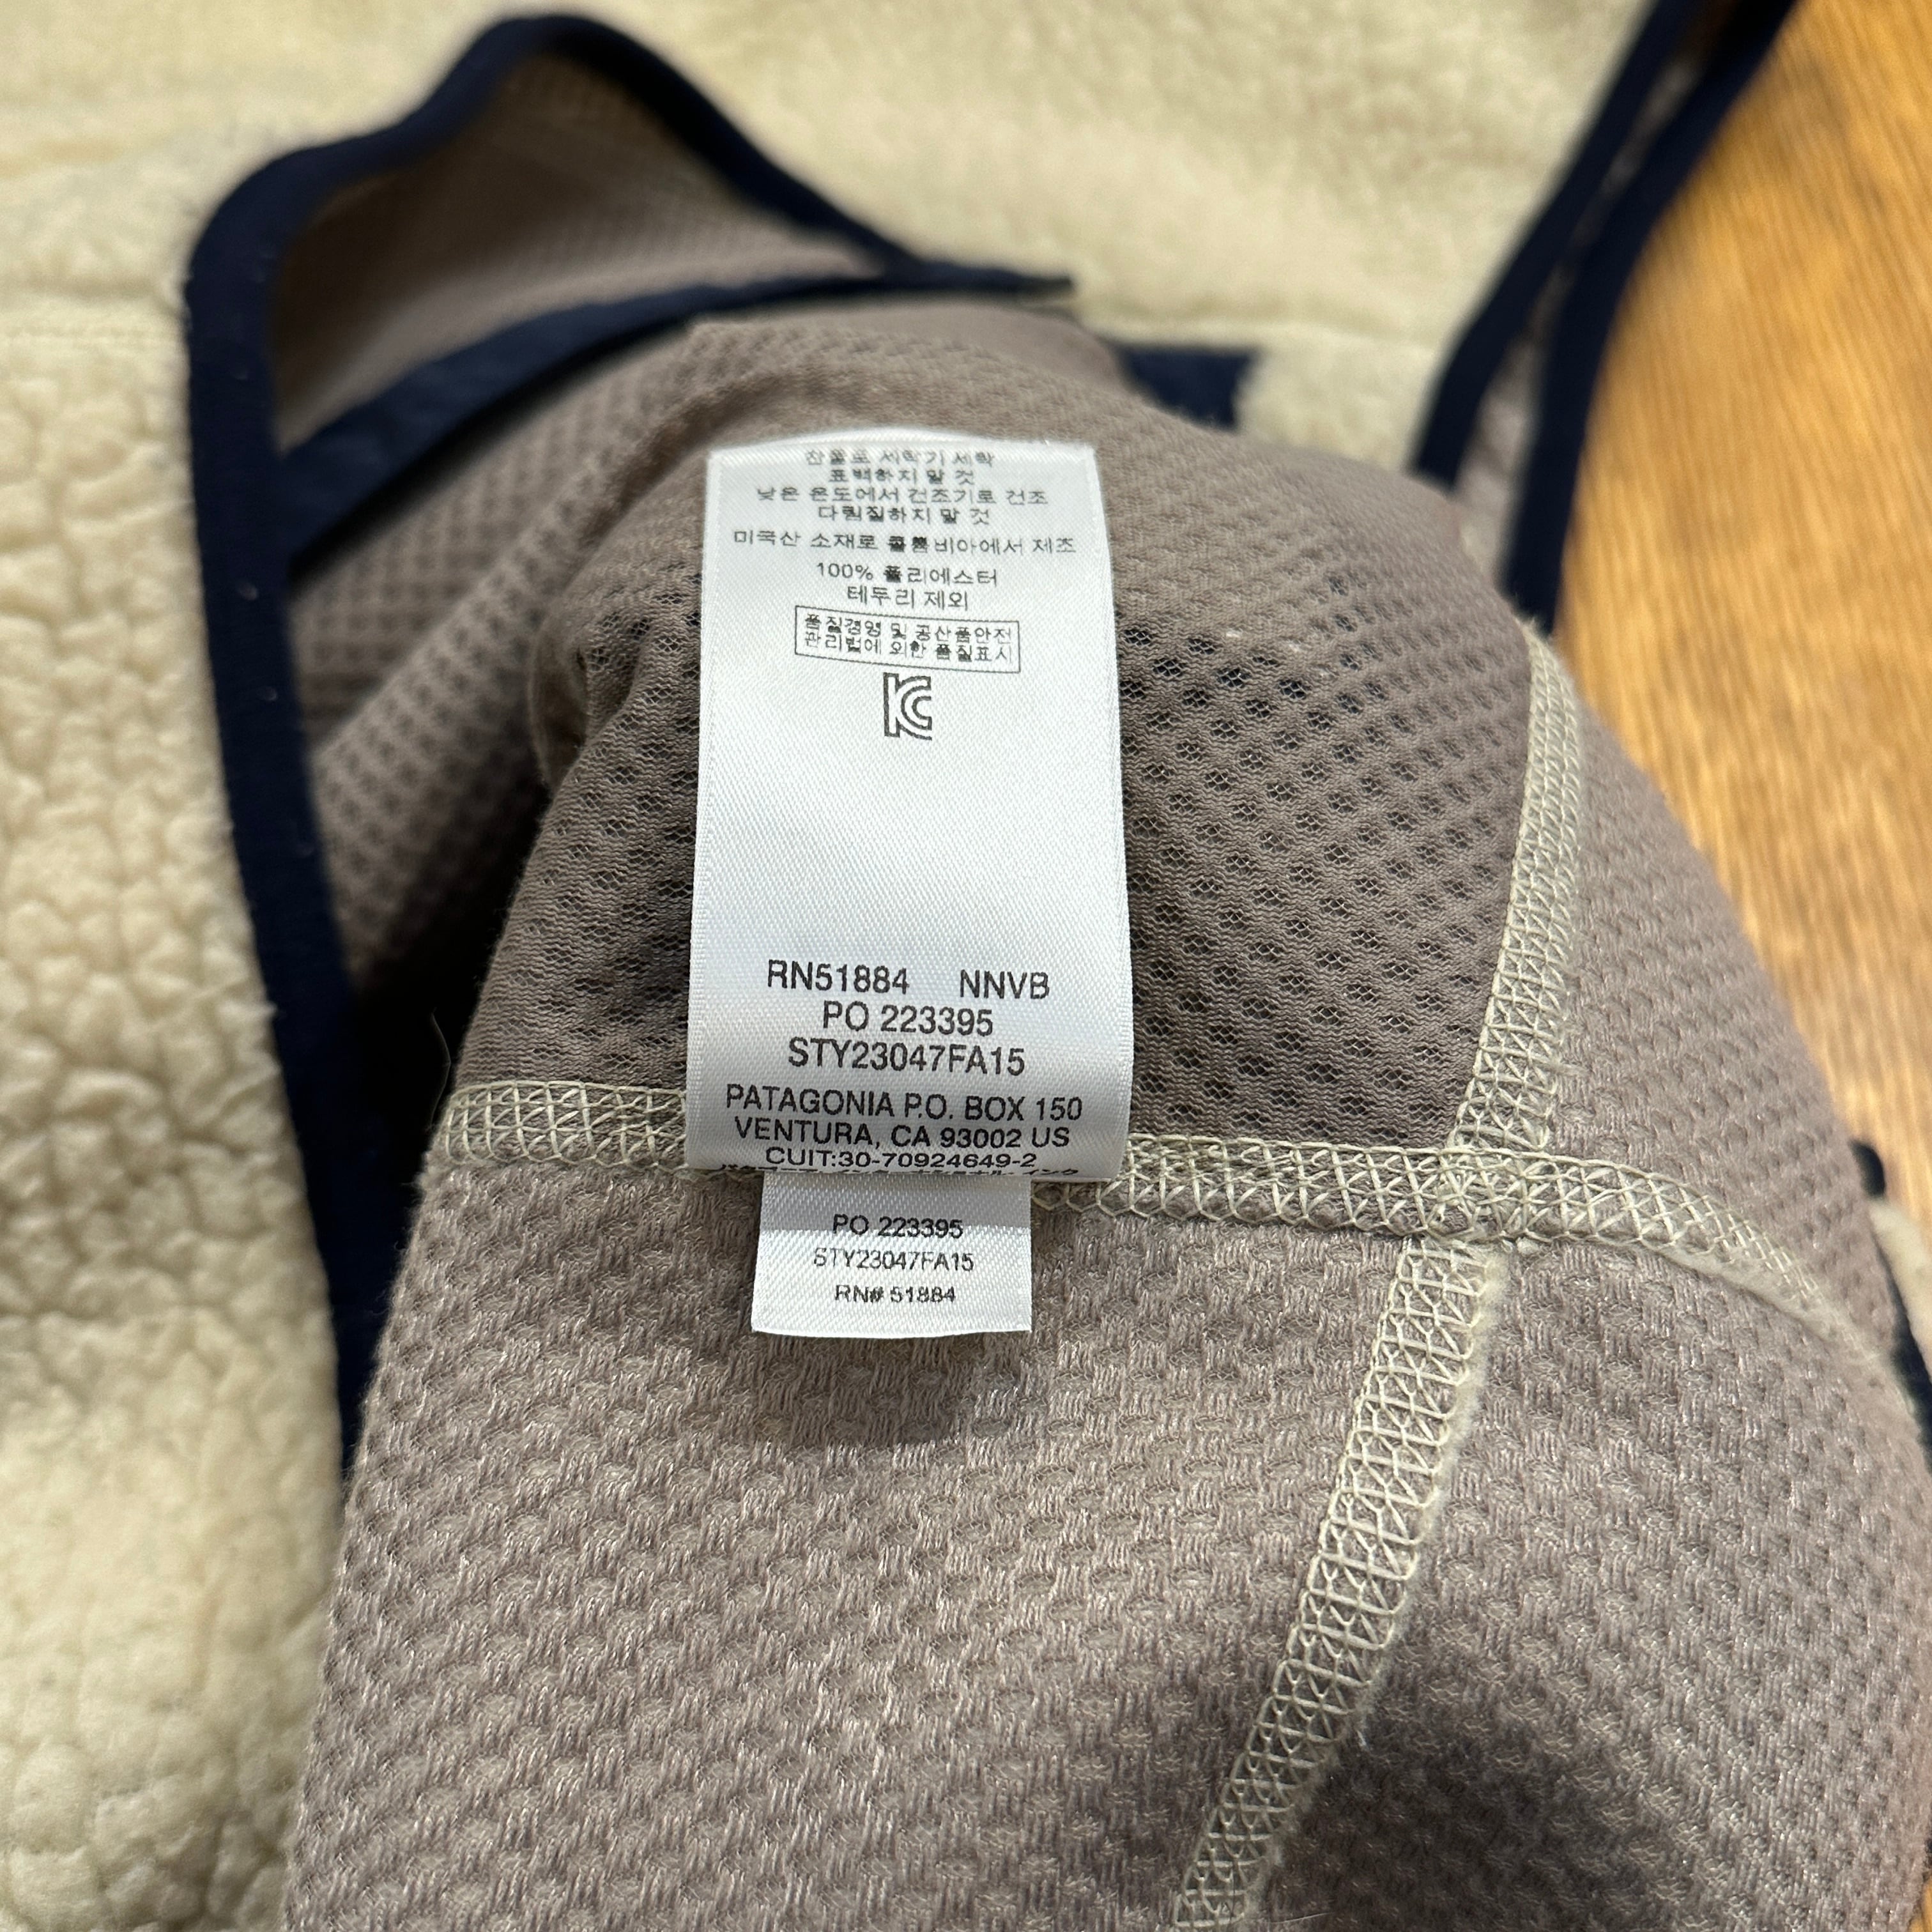 찬물로 세탁기 세탁
표백하지 말 것
낮은 온도에서 건조기로 건조
다림질하지 말 것
미국산 소재로 콜롬비아에서 제조
100% 폴리에스터
테두리 제외
품질경영 및 공산품안전
관리법에 의한 품질표시
RN51884 NNVB
PO 223395
STY23047FA15
PATAGONIA P.O. BOX 150
VENTURA, CA 93002 US
CUIT:30-70924649-2
PO 223395
STY23047FA15
RN# 51884